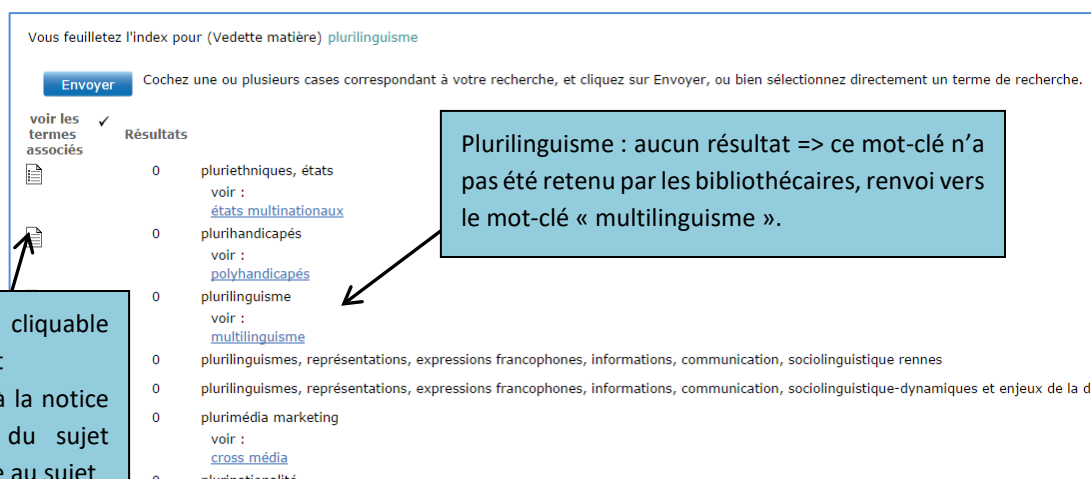 Vous feuilletez l'index pour (Vedette matière) plurilinguisme
Envoyer
Cochez une ou plusieurs cases correspondant à votre recherche, et cliquez sur Envoyer, ou bien sélectionnez directement un terme de recherche.
voir les
termes
associés
✓
Résultats
0 pluriethniques, états
voir :
états multinationaux
0 plurihandicapés
voir :
polyhandicapés
0 plurilinguisme
voir :
multilinguisme
0 plurilinguismes, représentations, expressions francophones, informations, communication, sociolinguistique rennes
0 plurilinguismes, représentations, expressions francophones, informations, communication, sociolinguistique-dynamiques et enjeux de la d
0 plurimédia marketing
voir :
cross média
0 plurinationalité
Plurilinguisme : aucun résultat => ce mot-clé n'a
pas été retenu par les bibliothécaires, renvoi vers
le mot-clé « multilinguisme ».
cliquable
t
à la notice
du sujet
e au sujet